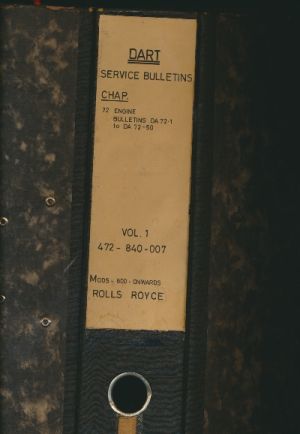 DART
SERVICE BULLETINS
CHAP.
72 ENGINE
BULLETINS DA 72-1
to DA 72-50
VOL. 1
472-840-007
MODS - 600 - ONWARDS
ROLLS ROYCE